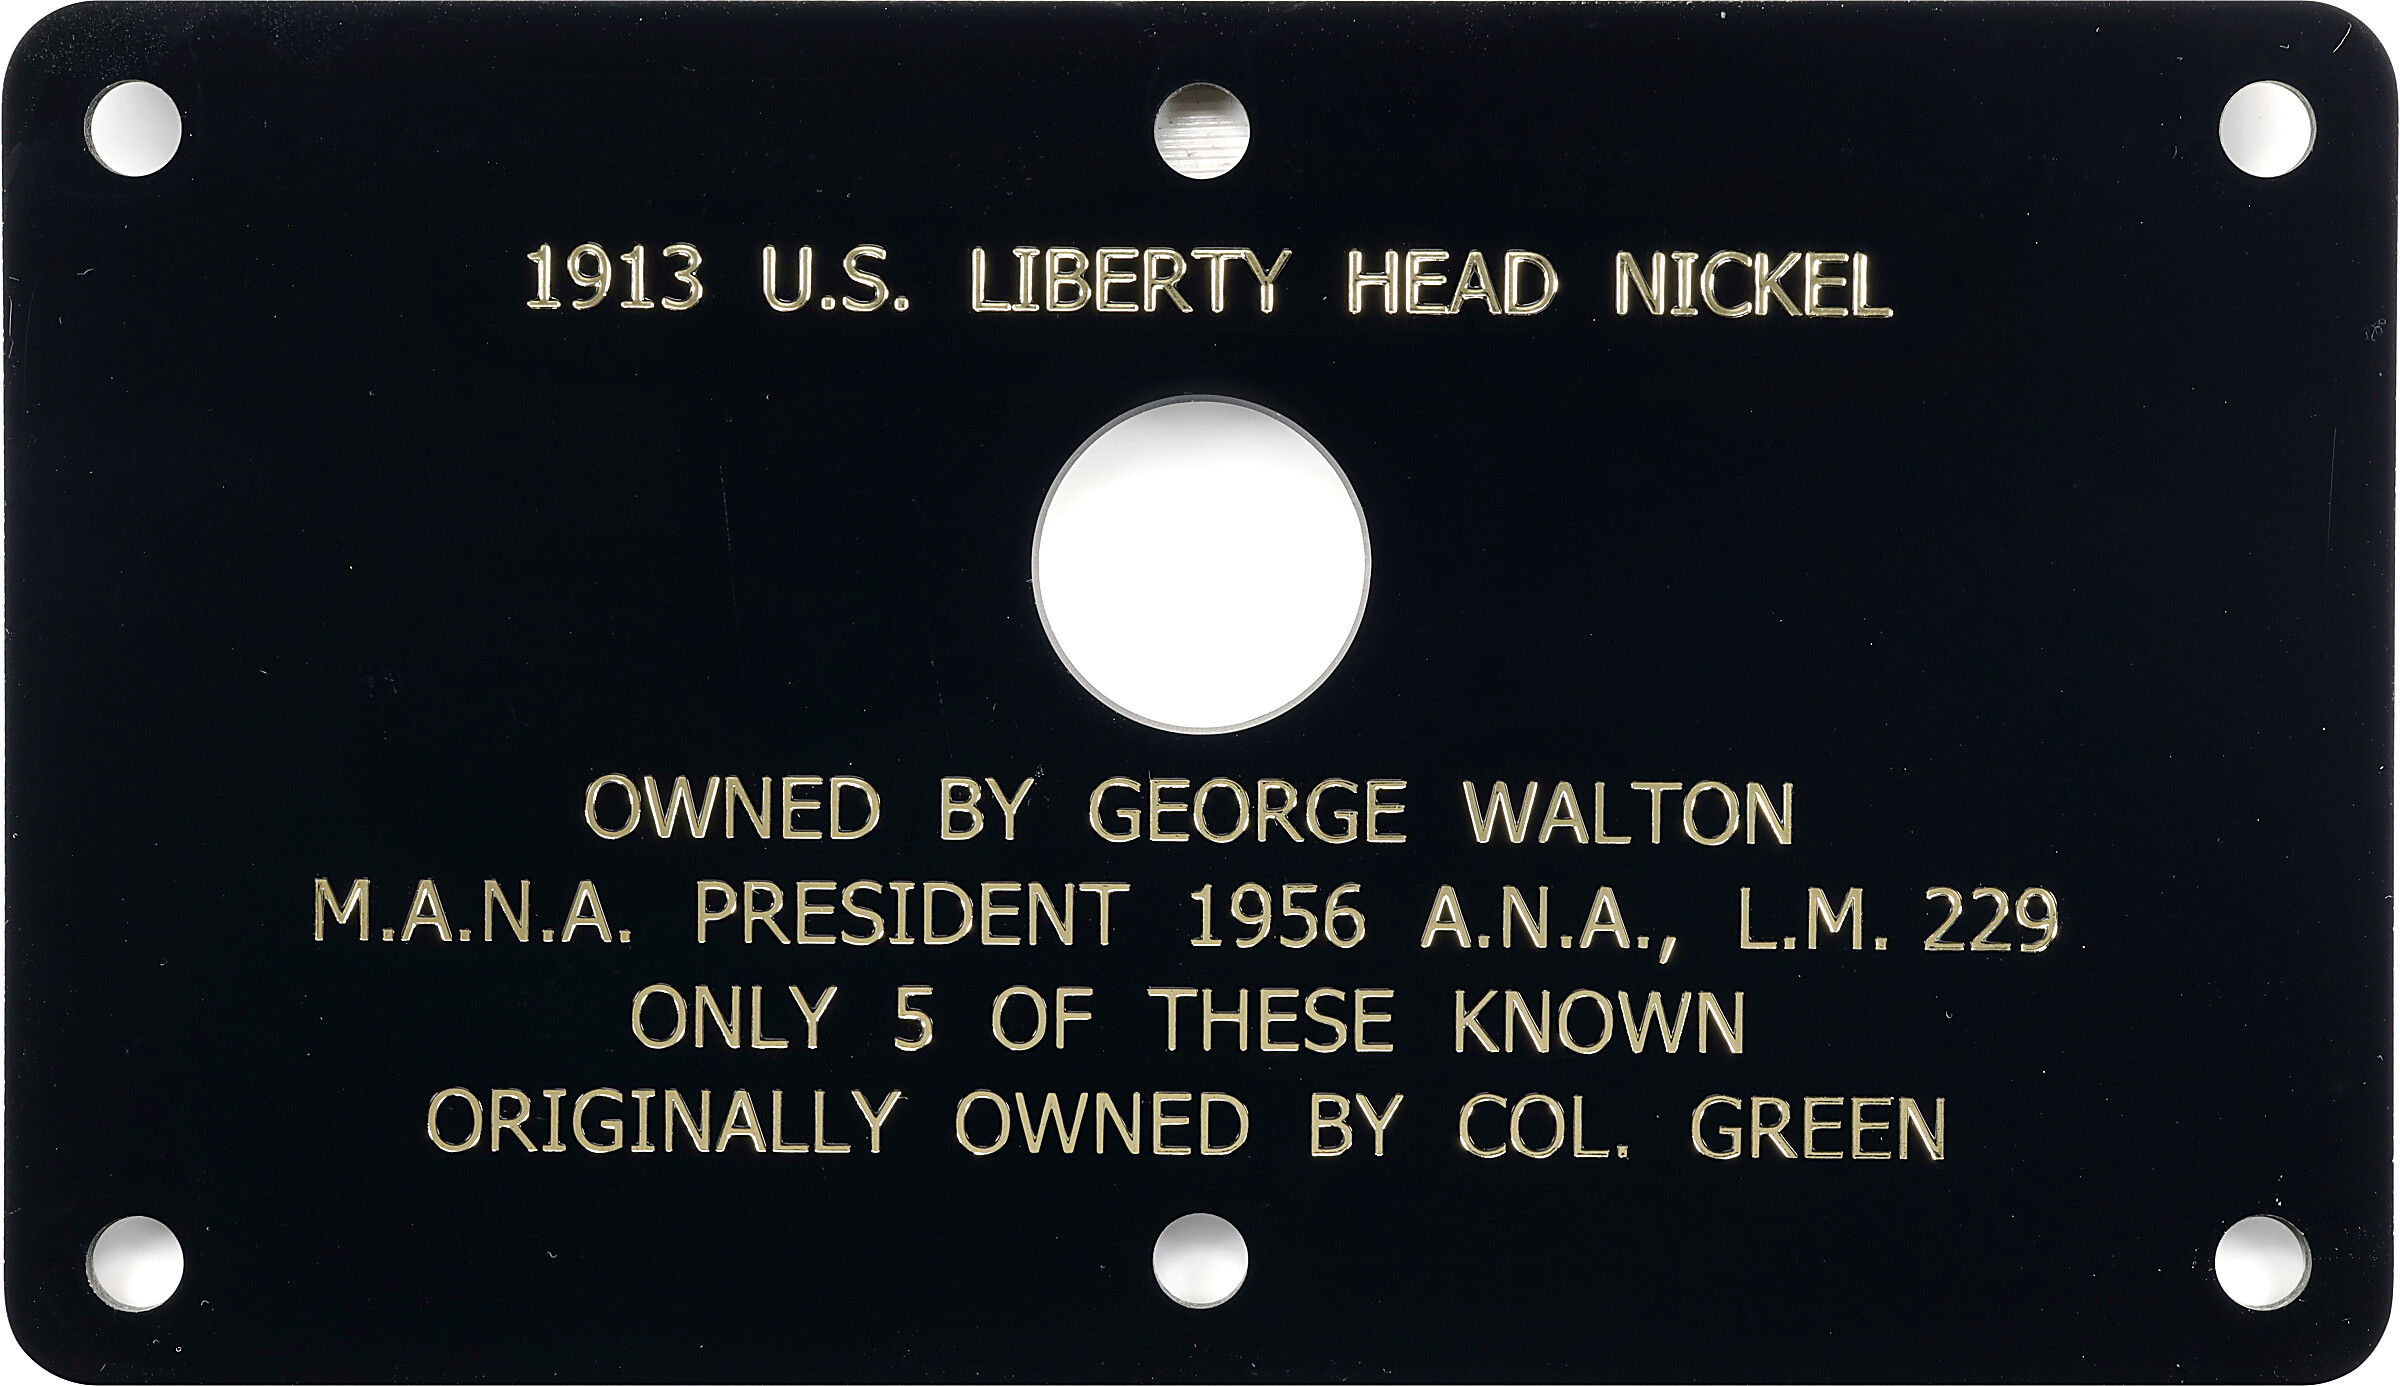 1913 U.S. LIBERTY HEAD NICKEL
OWNED BY GEORGE WALTON
M.A.N.A. PRESIDENT 1956 A.N.A., L.M. 229
ONLY 5 OF THESE KNOWN
ORIGINALLY OWNED BY COL. GREEN